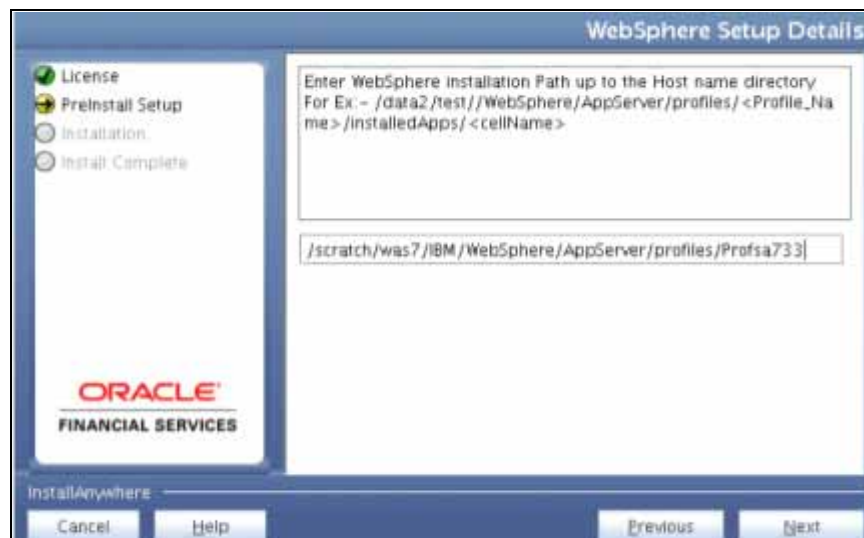 WebSphere Setup Details
License
PreInstall Setup
Installation
Install Complete
Enter WebSphere installation Path up to the Host name directory
For Ex:- /data2/test//WebSphere/AppServer/profiles/<Profile_Na
me>/installedApps/<cellName>
/scratch/was7/IBM/WebSphere/AppServer/profiles/Profsa733
ORACLE
FINANCIAL SERVICES
InstallAnywhere
Cancel
Help
Previous
Next